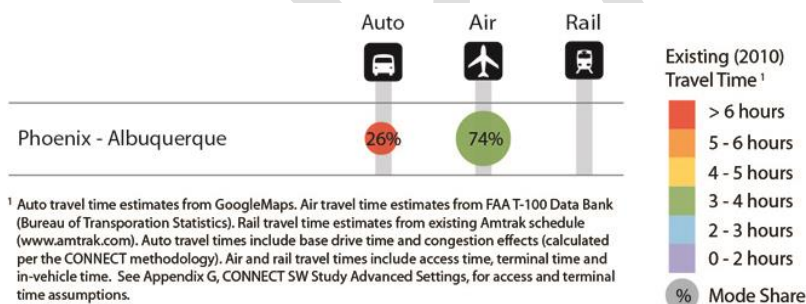 Auto Air Rail
Phoenix - Albuquerque 26% 74%
¹ Auto travel time estimates from GoogleMaps. Air travel time estimates from FAA T-100 Data Bank
(Bureau of Transporation Statistics). Rail travel time estimates from existing Amtrak schedule
(www.amtrak.com). Auto travel times include base drive time and congestion effects (calculated
per the CONNECT methodology). Air and rail travel times include access time, terminal time and
in-vehicle time. See Appendix G, CONNECT SW Study Advanced Settings, for access and terminal
time assumptions.
Existing (2010)
Travel Time ¹
> 6 hours
5 - 6 hours
4 - 5 hours
3 - 4 hours
2 - 3 hours
0 - 2 hours
% Mode Share